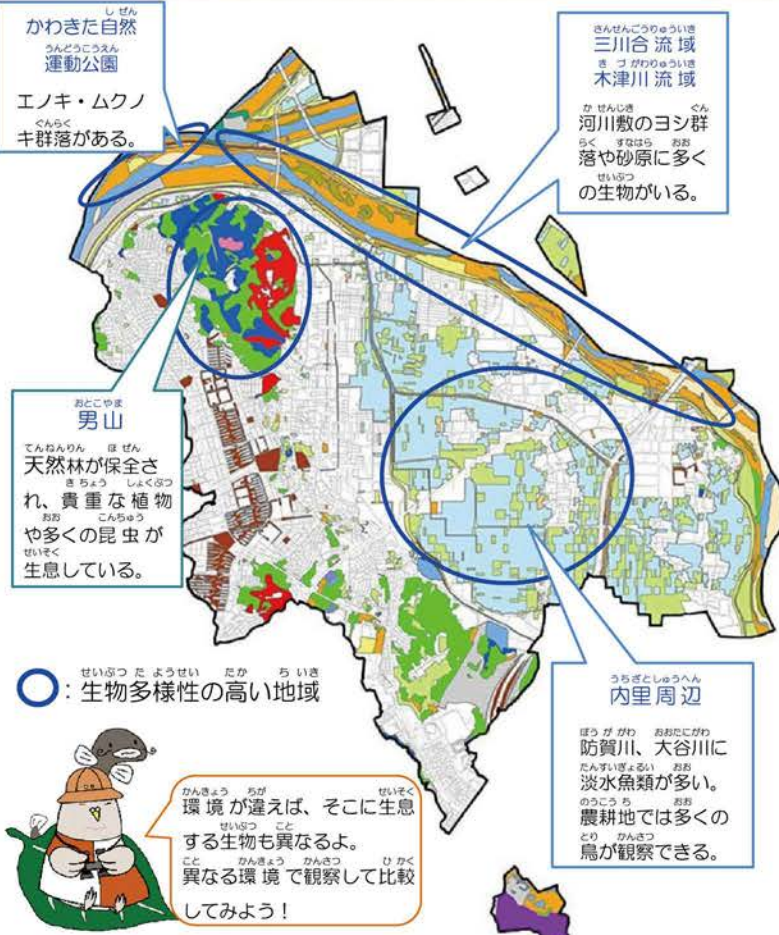 かわきた自然
運動公園
エノキ・ムクノ
キ群落がある。
三川合流域
木津川流域
河川敷のヨシ群
落や砂原に多く
の生物がいる。
男山
天然林が保全さ
れ、貴重な植物
や多くの昆虫が
生息している。
：生物多様性の高い地域
内里周辺
防賀川、大谷川に
淡水魚類が多い。
農耕地では多くの
鳥が観察できる。
環境が違えば、そこに生息
する生物も異なるよ。
異なる環境で観察して比較
してみよう！